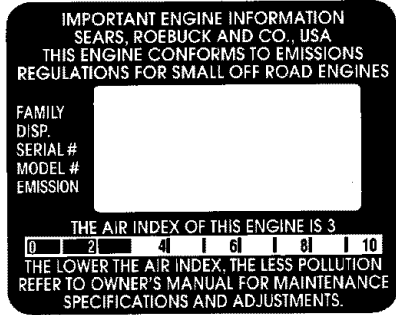 IMPORTANT ENGINE INFORMATION
SEARS, ROEBUCK AND CO., USA
THIS ENGINE CONFORMS TO EMISSIONS
REGULATIONS FOR SMALL OFF ROAD ENGINES
FAMILY
DISP.
SERIAL #
MODEL #
EMISSION
THE AIR INDEX OF THIS ENGINE IS 3
0 2 4 6 8 10
THE LOWER THE AIR INDEX, THE LESS POLLUTION
REFER TO OWNER'S MANUAL FOR MAINTENANCE
SPECIFICATIONS AND ADJUSTMENTS.